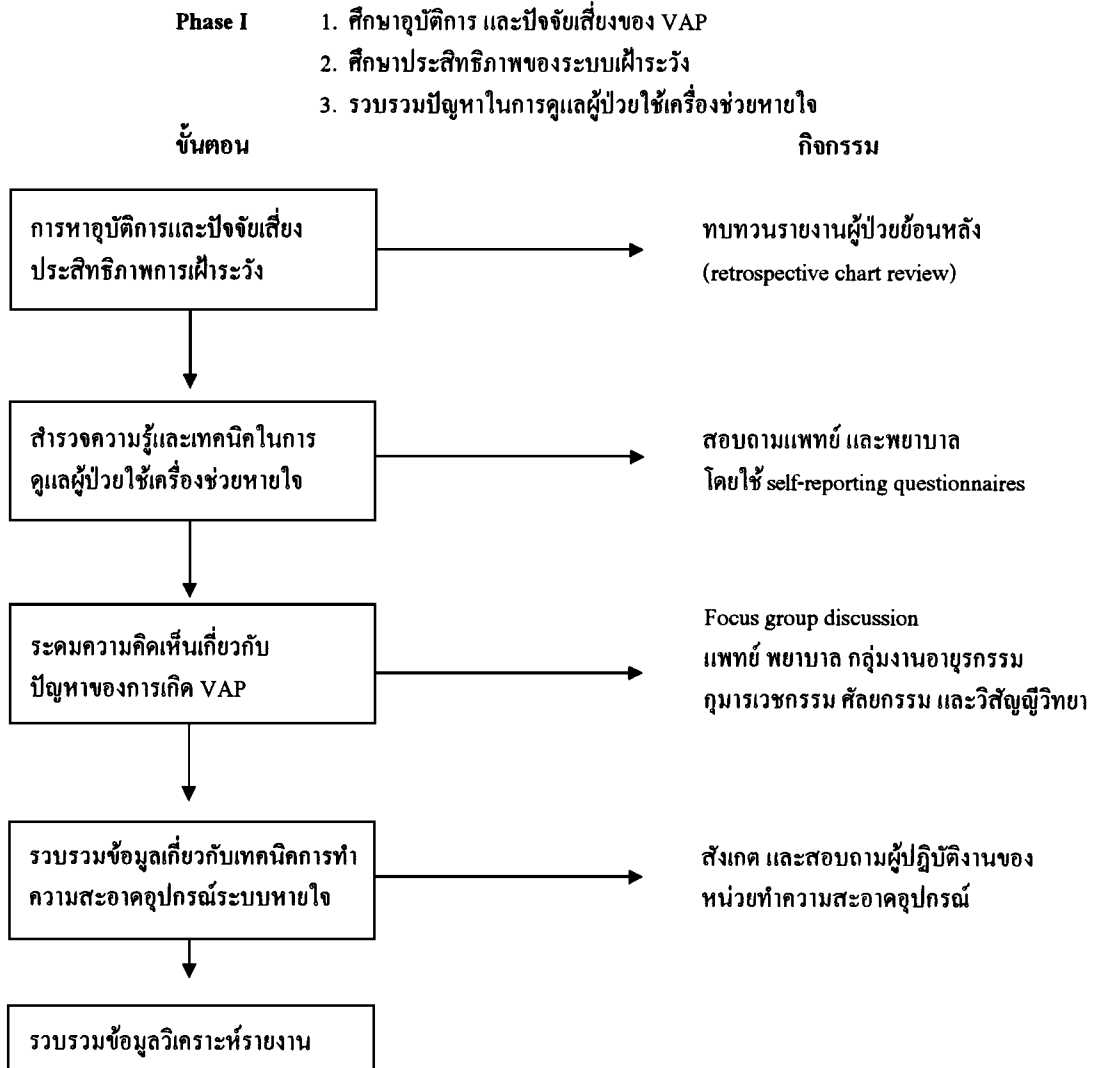 Phase I 1. ศึกษาอุบัติการ และปัจจัยเสี่ยงของ VAP
2. ศึกษาประสิทธิภาพของระบบเฝ้าระวัง
3. รวบรวมปัญหาในการดูแลผู้ป่วยใช้เครื่องช่วยหายใจ
ขั้นตอน กิจกรรม
การหาอุบัติการและปัจจัยเสี่ยง
ประสิทธิภาพการเฝ้าระวัง
ทบทวนรายงานผู้ป่วยย้อนหลัง
(retrospective chart review)
สำรวจความรู้และเทคนิคในการ
ดูแลผู้ป่วยใช้เครื่องช่วยหายใจ
สอบถามแพทย์ และพยาบาล
โดยใช้ self-reporting questionnaires
ระดมความคิดเห็นเกี่ยวกับ
ปัญหาของการเกิด VAP
Focus group discussion
แพทย์ พยาบาล กลุ่มงานอายุรกรรม
กุมารเวชกรรม ศัลยกรรม และวิสัญญีวิทยา
รวบรวมข้อมูลเกี่ยวกับเทคนิคการทำ
ความสะอาดอุปกรณ์ระบบหายใจ
สังเกต และสอบถามผู้ปฏิบัติงานของ
หน่วยทำความสะอาดอุปกรณ์
รวบรวมข้อมูลวิเคราะห์รายงาน